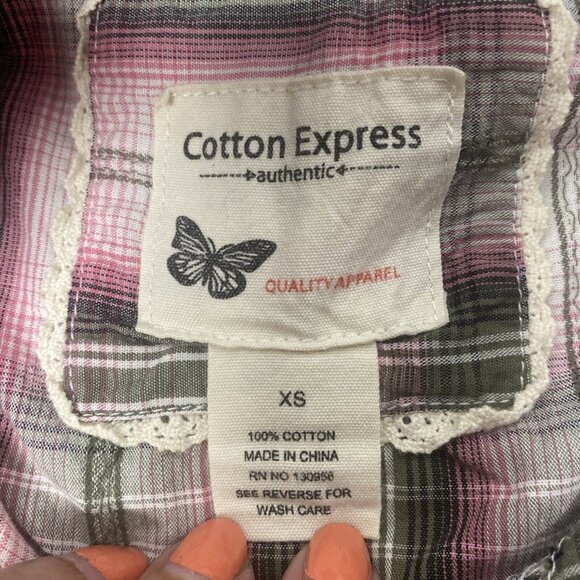 Cotton Express
authentic
QUALITY APPAREL
XS
100% COTTON
MADE IN CHINA
RN NO 130956
SEE REVERSE FOR
WASH CARE